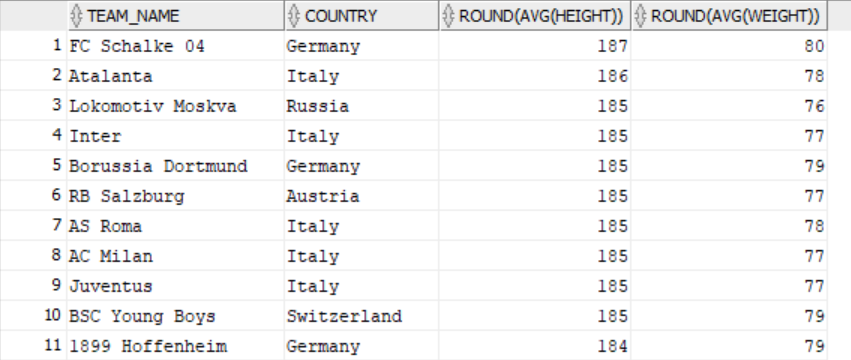 TEAM_NAME COUNTRY ROUND(AVG(HEIGHT)) ROUND(AVG(WEIGHT))
1 FC Schalke 04 Germany 187 80
2 Atalanta Italy 186 78
3 Lokomotiv Moskva Russia 185 76
4 Inter Italy 185 77
5 Borussia Dortmund Germany 185 79
6 RB Salzburg Austria 185 77
7 AS Roma Italy 185 78
8 AC Milan Italy 185 77
9 Juventus Italy 185 77
10 BSC Young Boys Switzerland 185 79
11 1899 Hoffenheim Germany 184 79